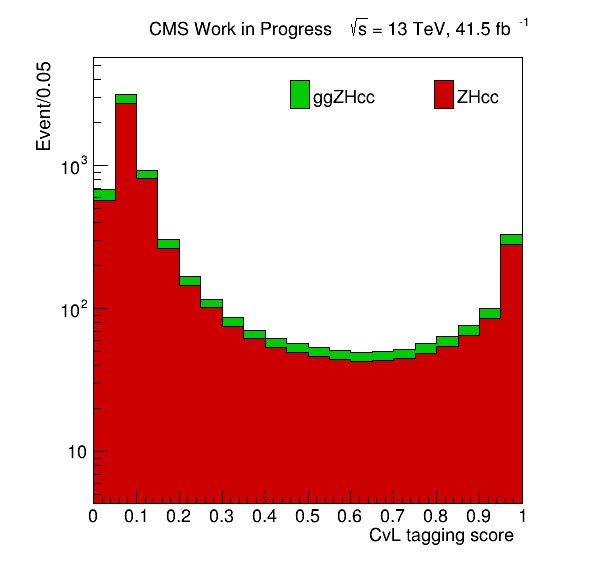 CMS Work in Progress √s = 13 TeV, 41.5 fb⁻¹
Event/0.05
ggZHcc ZHcc
10³
10²
10
0 0.1 0.2 0.3 0.4 0.5 0.6 0.7 0.8 0.9 1
CvL tagging score